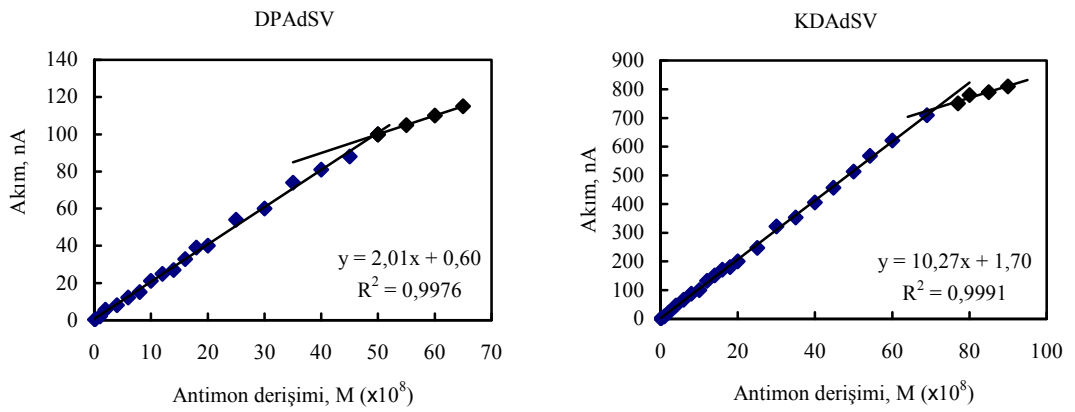 DPAdSV
140
120
100
80
60
40
20
0
Akım, nA
y = 2,01x + 0,60
R² = 0,9976
0 10 20 30 40 50 60 70
Antimon derişimi, M (x10⁸)
KDAdSV
900
800
700
600
500
400
300
200
100
0
Akım, nA
y = 10,27x + 1,70
R² = 0,9991
0 20 40 60 80 100
Antimon derişimi, M (x10⁸)